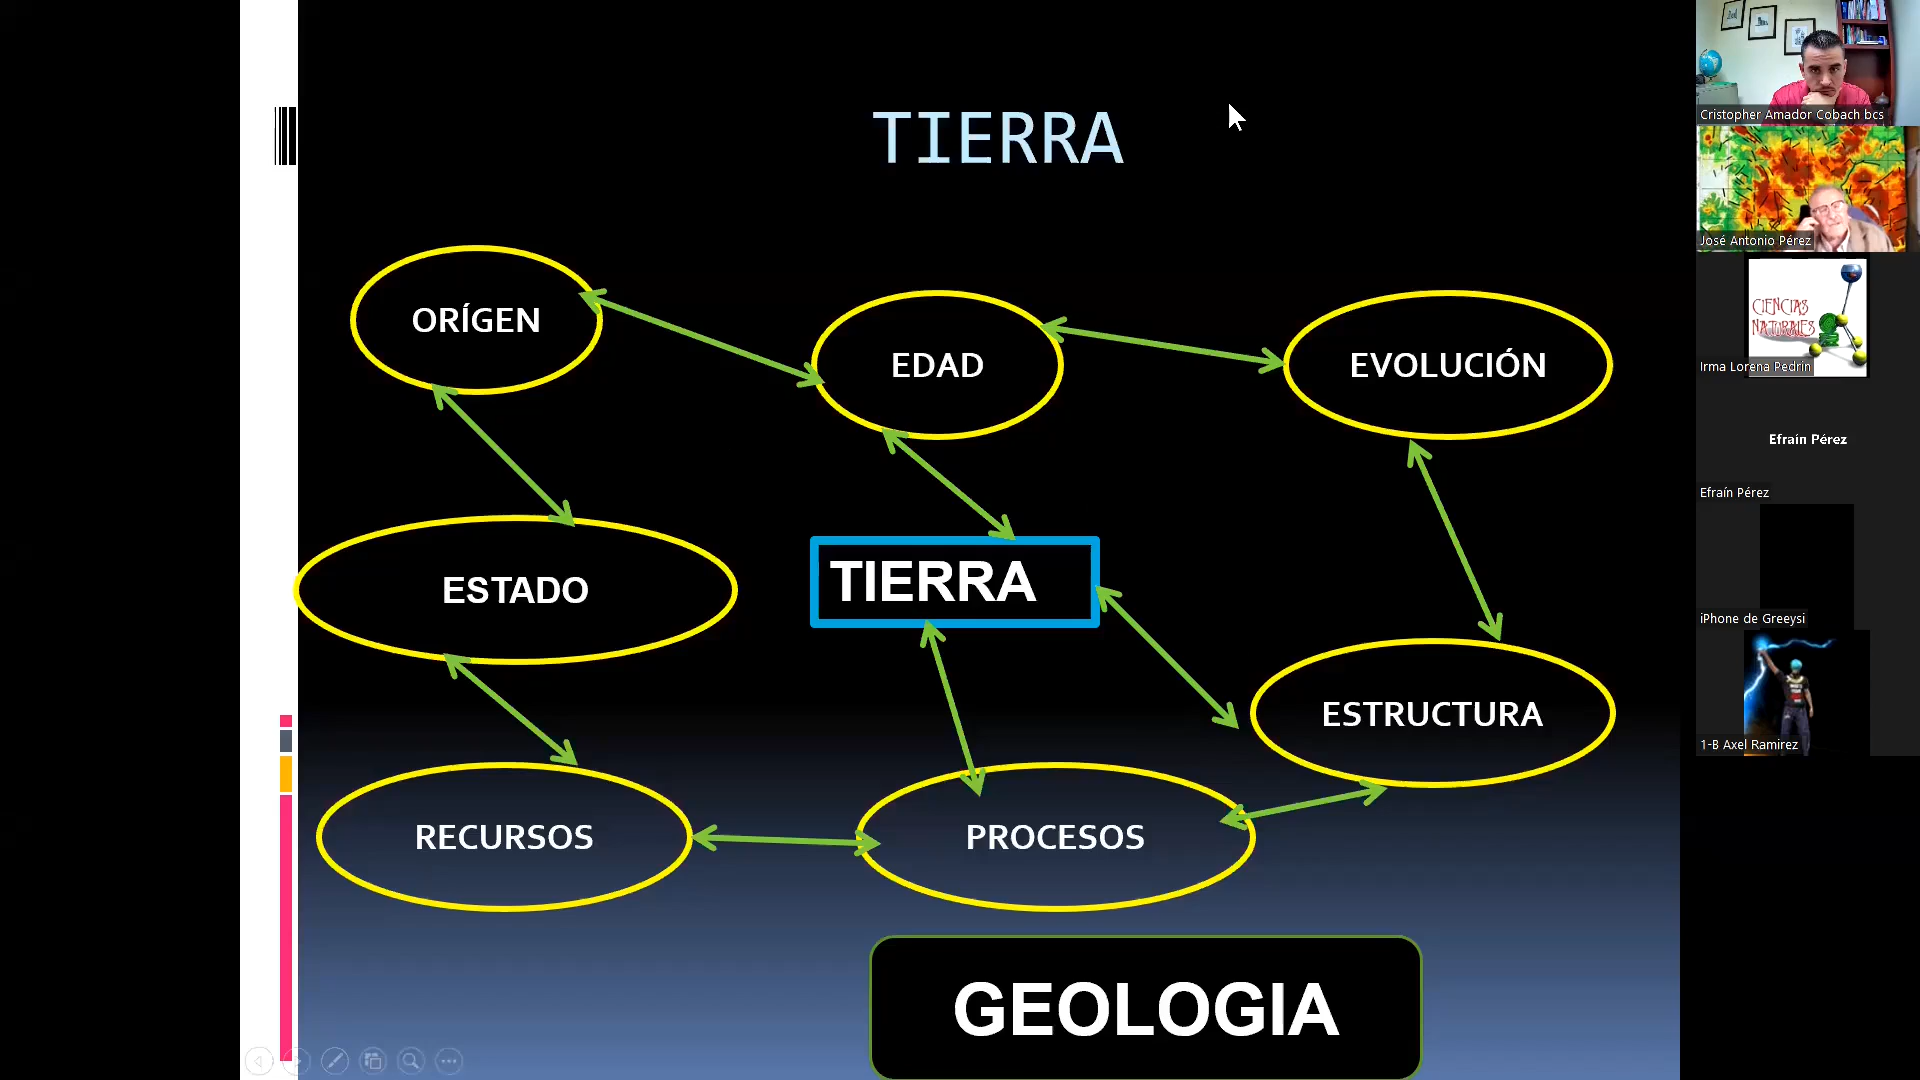 TIERRA
ORÍGEN
EDAD
EVOLUCIÓN
ESTADO
TIERRA
ESTRUCTURA
RECURSOS
PROCESOS
GEOLOGIA
Cristopher Amador Cobach bcs
José Antonio Pérez
CIENCIAS
NATURALES
Irma Lorena Pedrín
Efraín Pérez
Efraín Pérez
iPhone de Greeysi
1-B Axel Ramirez